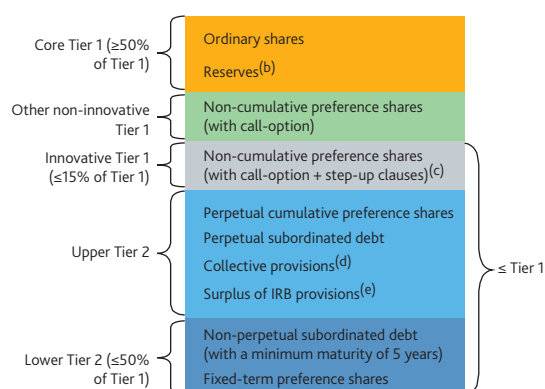 Core Tier 1 (≥50%
of Tier 1)
Ordinary shares
Reserves(b)
Other non-innovative
Tier 1
Non-cumulative preference shares
(with call-option)
Innovative Tier 1
(≤15% of Tier 1)
Non-cumulative preference shares
(with call-option + step-up clauses)(c)
Upper Tier 2
Perpetual cumulative preference shares
Perpetual subordinated debt
Collective provisions(d)
Surplus of IRB provisions(e)
≤ Tier 1
Lower Tier 2 (≤50%
of Tier 1)
Non-perpetual subordinated debt
(with a minimum maturity of 5 years)
Fixed-term preference shares